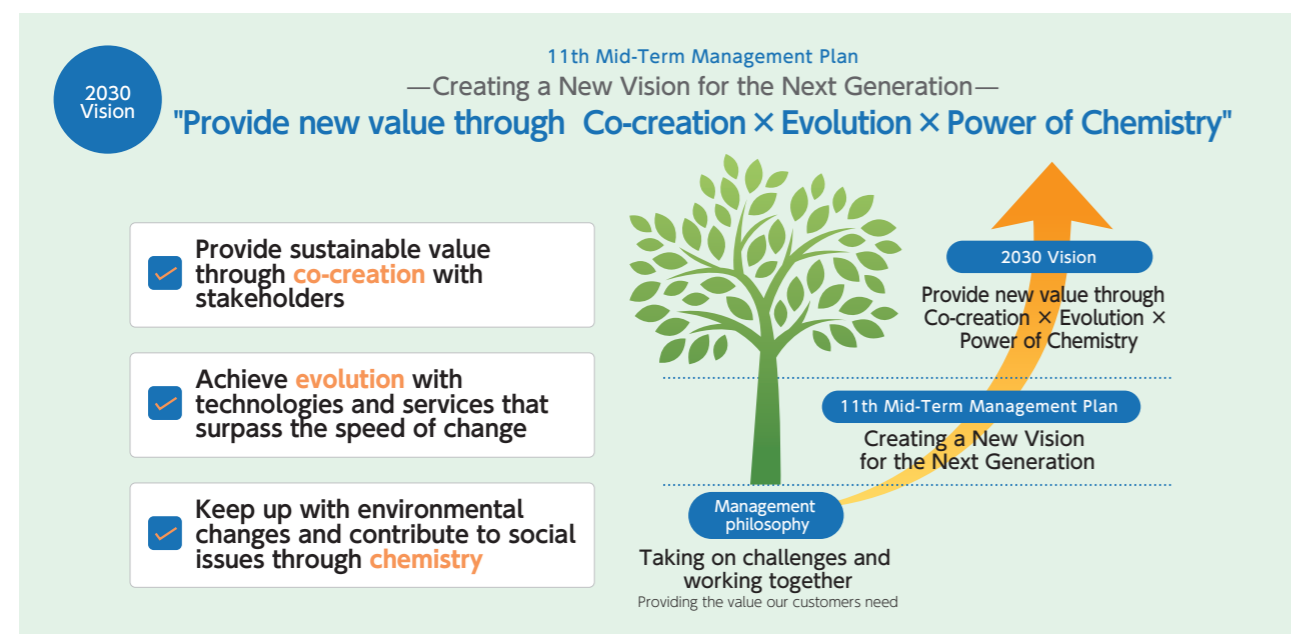 2030
Vision
11th Mid-Term Management Plan
—Creating a New Vision for the Next Generation—
"Provide new value through Co-creation × Evolution × Power of Chemistry"
Provide sustainable value
through co-creation with
stakeholders
Achieve evolution with
technologies and services that
surpass the speed of change
Keep up with environmental
changes and contribute to social
issues through chemistry
2030 Vision
Provide new value through
Co-creation × Evolution ×
Power of Chemistry
11th Mid-Term Management Plan
Creating a New Vision
for the Next Generation
Management
philosophy
Taking on challenges and
working together
Providing the value our customers need